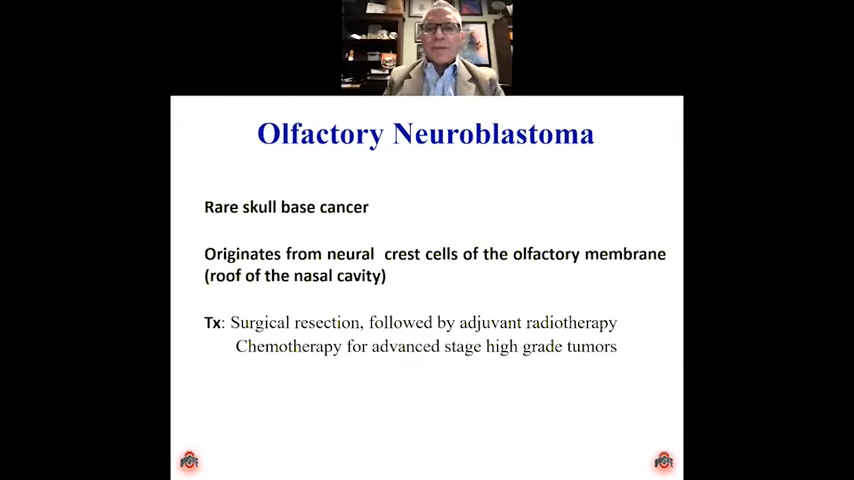 Olfactory Neuroblastoma
Rare skull base cancer
Originates from neural crest cells of the olfactory membrane
(roof of the nasal cavity)
Tx: Surgical resection, followed by adjuvant radiotherapy
Chemotherapy for advanced stage high grade tumors